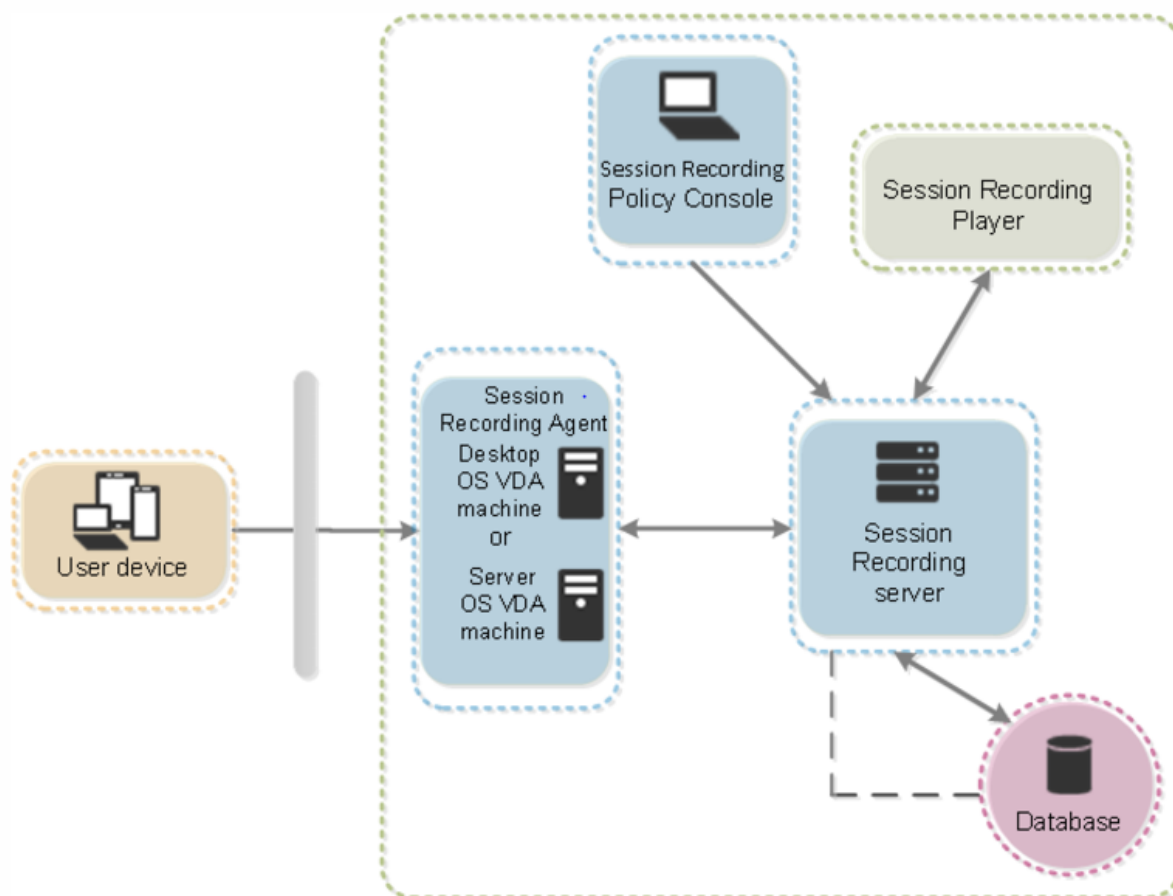 Session Recording
Policy Console
Session Recording
Player
Session
Recording Agent
Desktop
OS VDA
machine
or
Server
OS VDA
machine
User device
Session
Recording
server
Database